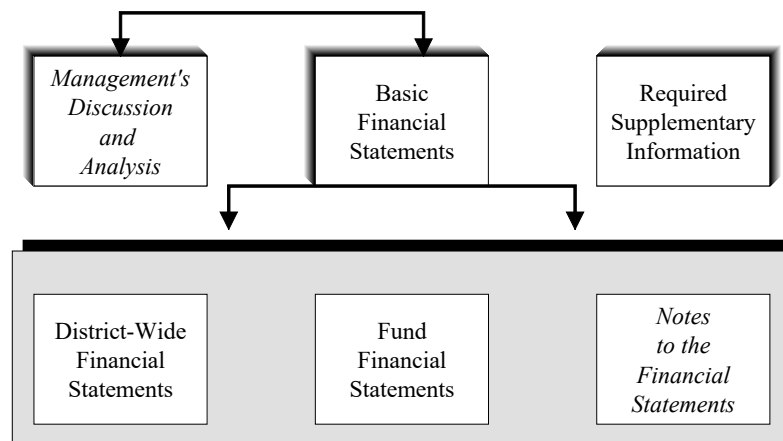 Management's
Discussion
and
Analysis
Basic
Financial
Statements
Required
Supplementary
Information
District-Wide
Financial
Statements
Fund
Financial
Statements
Notes
to the
Financial
Statements